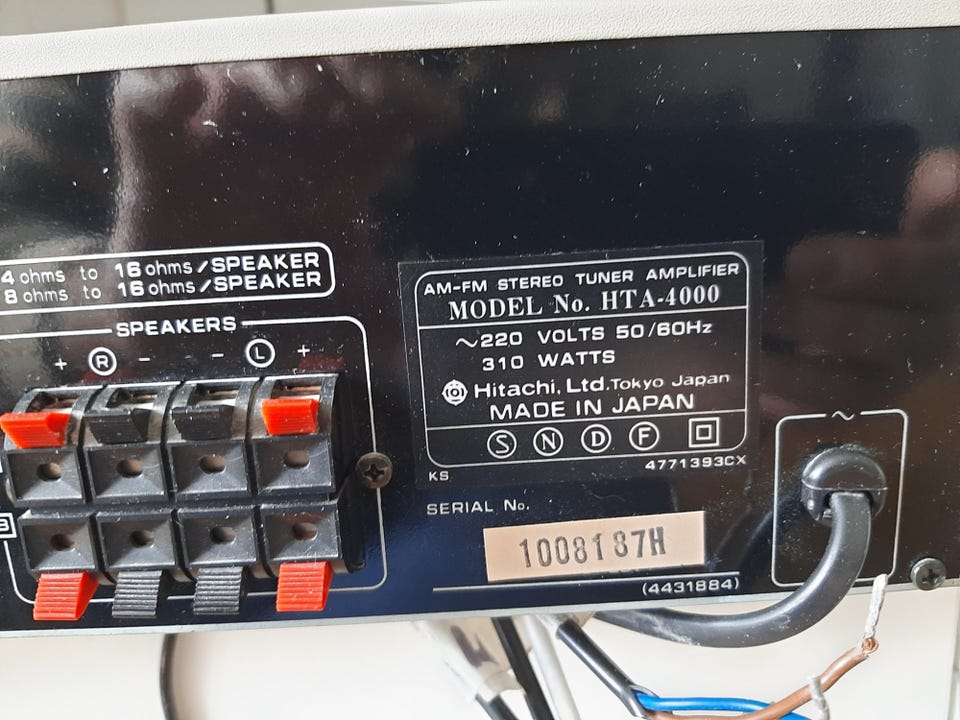 4 ohms to 16 ohms/SPEAKER
8 ohms to 16 ohms/SPEAKER
SPEAKERS
+ R - - L +
B
AM-FM STEREO TUNER AMPLIFIER
MODEL No. HTA-4000
~220 VOLTS 50/60Hz
310 WATTS
Hitachi, Ltd. Tokyo Japan
MADE IN JAPAN
S N D F
KS 4771393CX
SERIAL No.
1008187H
(4431884)
~